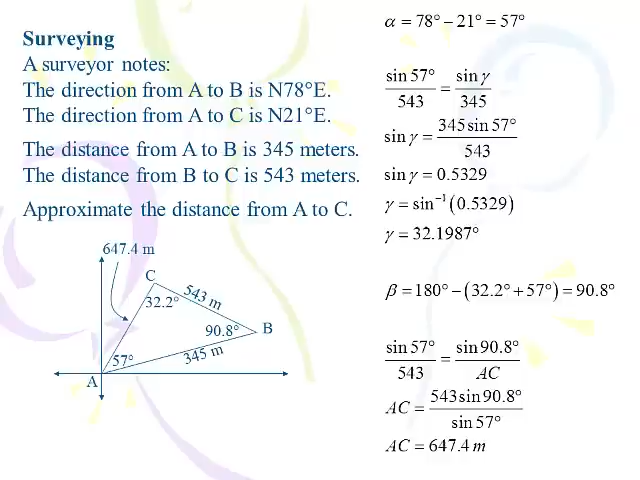 Surveying
A surveyor notes:
The direction from A to B is N78°E.
The direction from A to C is N21°E.
The distance from A to B is 345 meters.
The distance from B to C is 543 meters.
Approximate the distance from A to C.
647.4 m
C
543 m
32.2°
90.8°
B
345 m
57°
A
α = 78° − 21° = 57°
sin 57° / 543 = sin γ / 345
sin γ = 345 sin 57° / 543
sin γ = 0.5329
γ = sin⁻¹(0.5329)
γ = 32.1987°
β = 180° − (32.2° + 57°) = 90.8°
sin 57° / 543 = sin 90.8° / AC
AC = 543 sin 90.8° / sin 57°
AC = 647.4 m